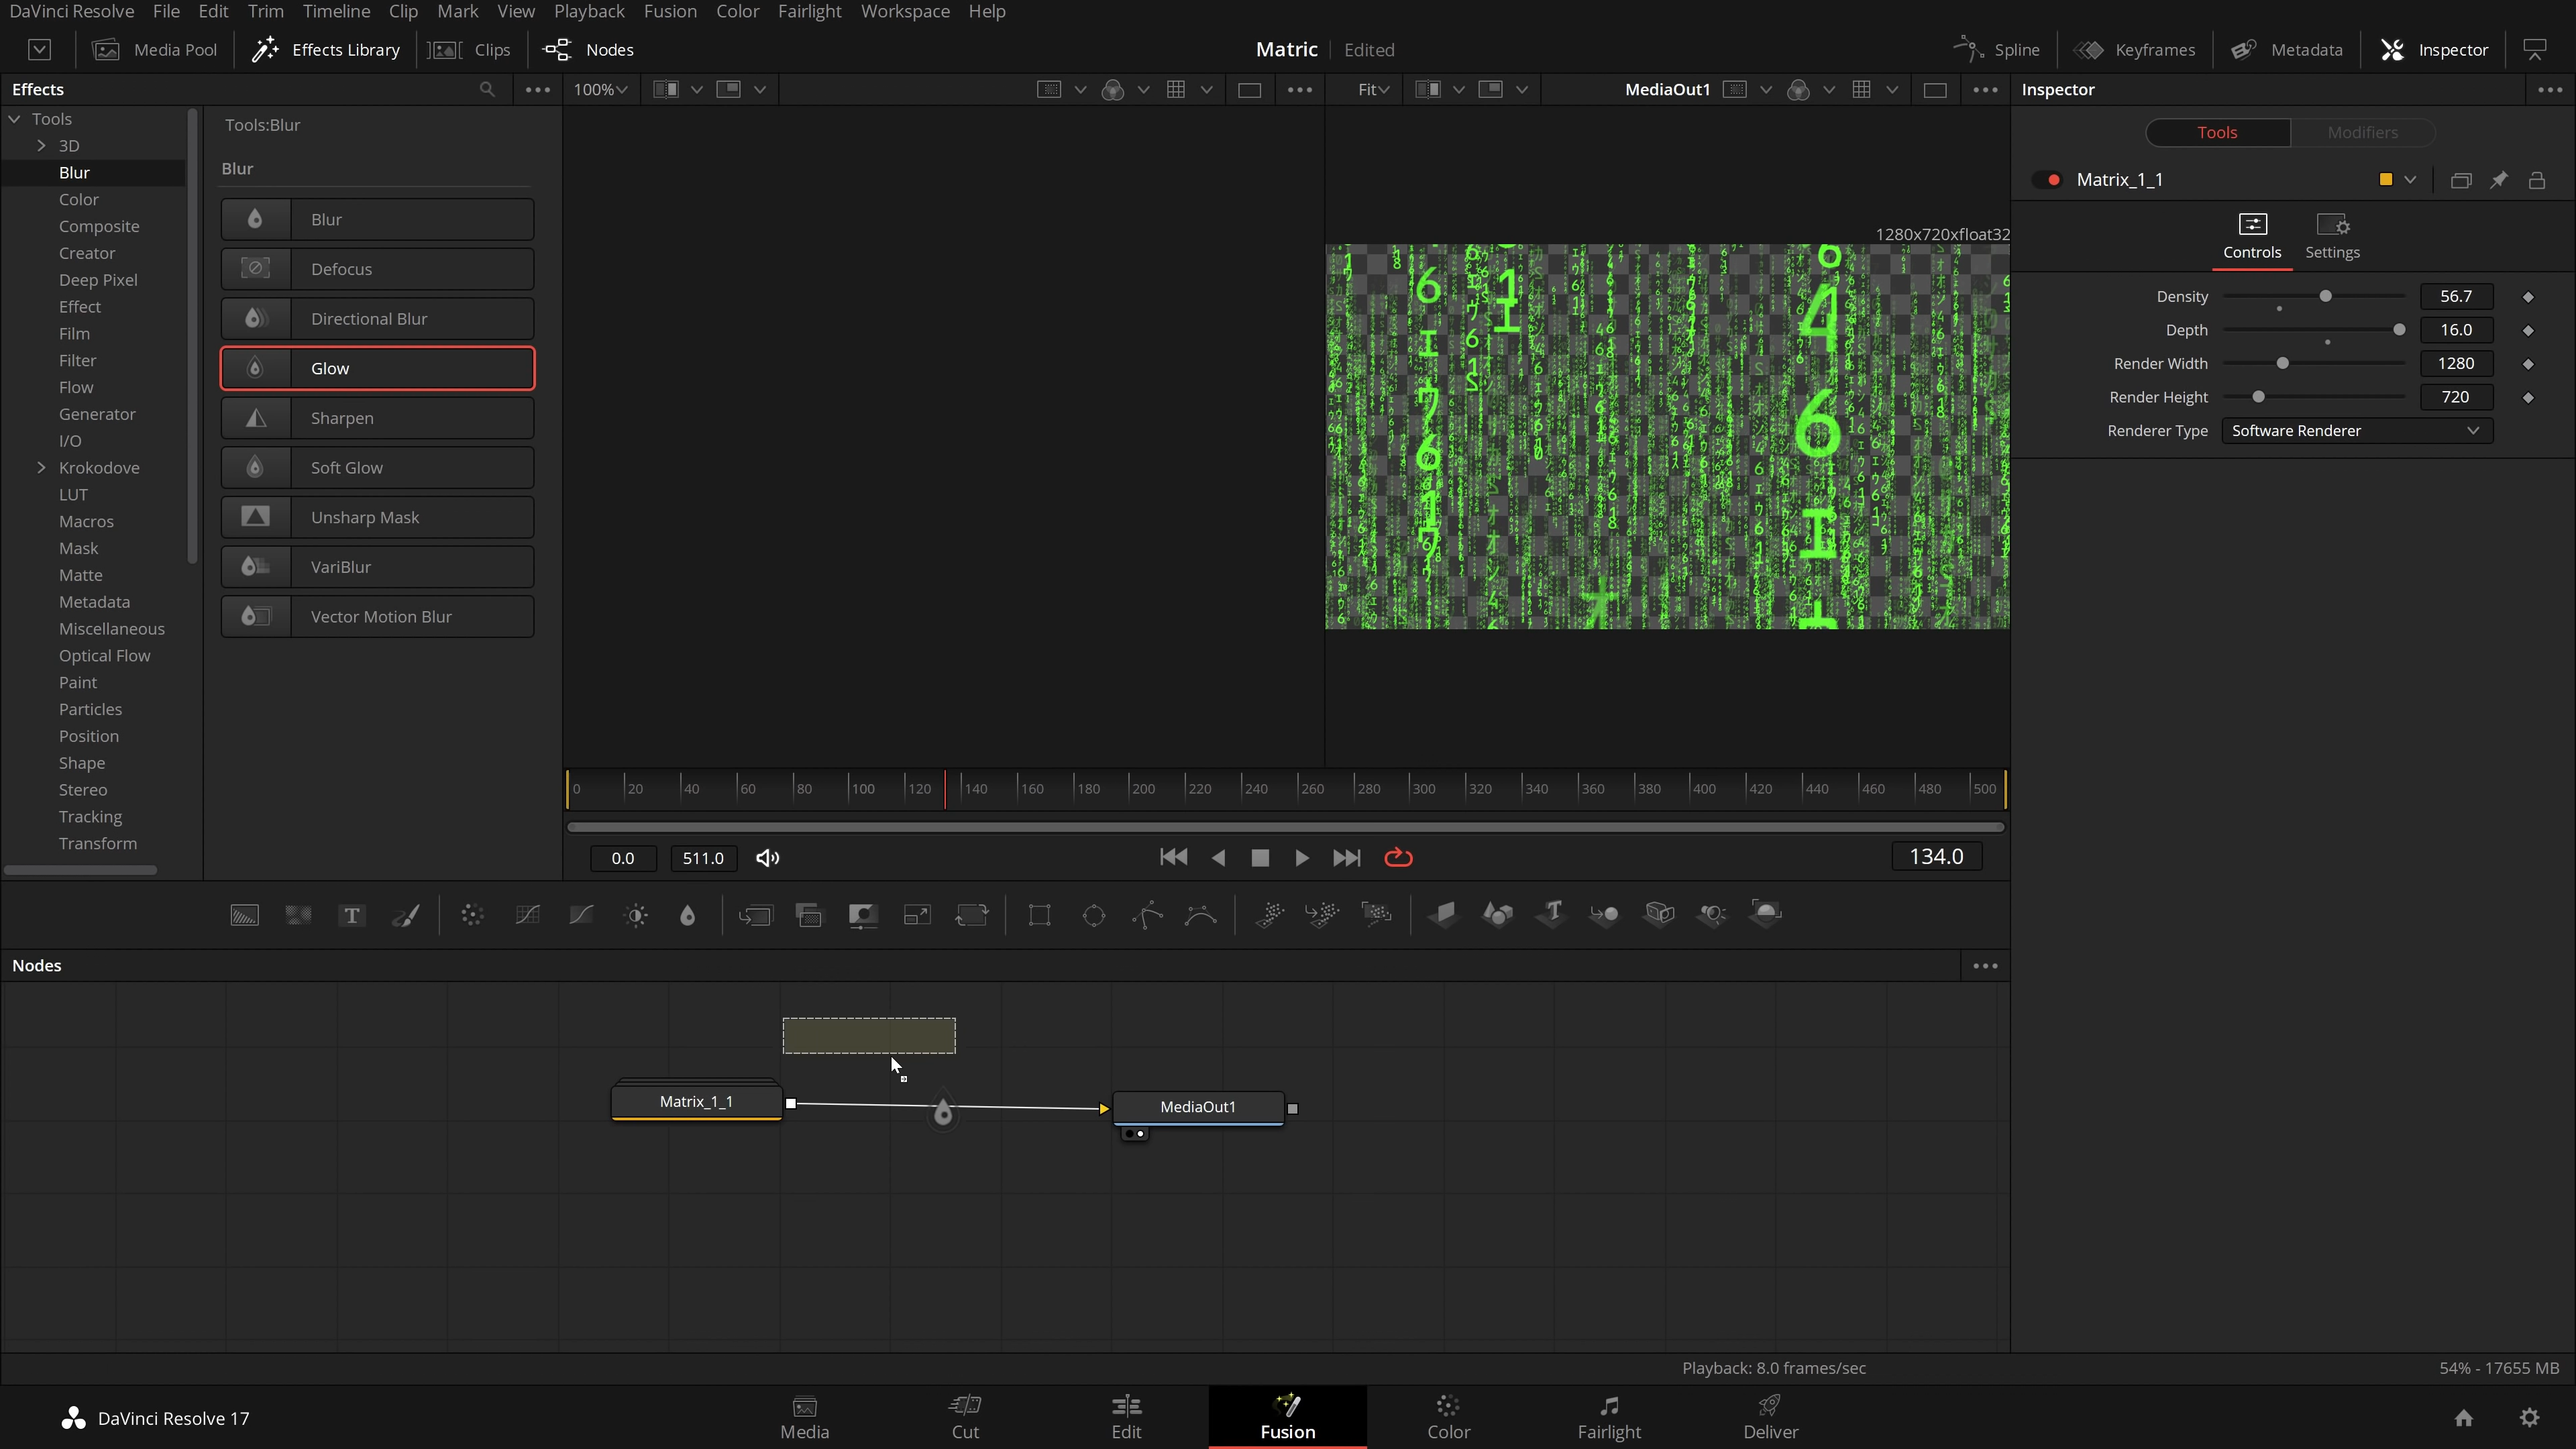 DaVinci Resolve File Edit Trim Timeline Clip Mark View Playback Fusion Color Fairlight Workspace Help
Media Pool Effects Library Clips Nodes Matric Edited Spline Keyframes Metadata Inspector
Effects 100% Fit MediaOut1 Inspector
Tools
3D
Blur
Color
Composite
Creator
Deep Pixel
Effect
Film
Filter
Flow
Generator
I/O
Krokodove
LUT
Macros
Mask
Matte
Metadata
Miscellaneous
Optical Flow
Paint
Particles
Position
Shape
Stereo
Tracking
Transform
Tools:Blur
Blur
Blur
Defocus
Directional Blur
Glow
Sharpen
Soft Glow
Unsharp Mask
VariBlur
Vector Motion Blur
1280x720xfloat32
Tools Modifiers
Matrix_1_1
Controls Settings
Density 56.7
Depth 16.0
Render Width 1280
Render Height 720
Renderer Type Software Renderer
0 20 40 60 80 100 120 140 160 180 200 220 240 260 280 300 320 340 360 380 400 420 440 460 480 500
0.0 511.0 134.0
Nodes
Matrix_1_1 MediaOut1
Playback: 8.0 frames/sec 54% - 17655 MB
DaVinci Resolve 17 Media Cut Edit Fusion Color Fairlight Deliver